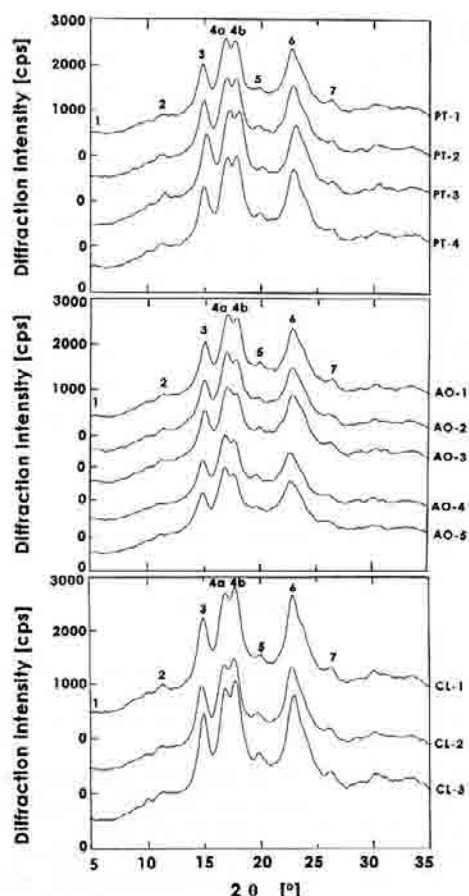 Diffraction Intensity [cps]
3000
2000
1000
0
0
0
0
1
2
3
4a 4b
5
6
7
PT-1
PT-2
PT-3
PT-4
Diffraction Intensity [cps]
3000
2000
1000
0
0
0
0
0
1
2
3
4a 4b
5
6
7
AO-1
AO-2
AO-3
AO-4
AO-5
Diffraction Intensity [cps]
3000
2000
1000
0
0
0
1
2
3
4a 4b
5
6
7
CL-1
CL-2
CL-3
5 10 15 20 25 30 35
2 θ [°]